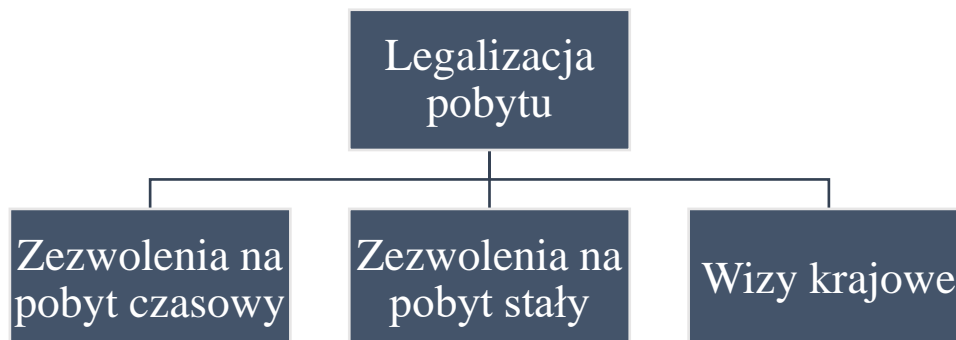 Legalizacja
pobytu
Zezwolenia na
pobyt czasowy
Zezwolenia na
pobyt stały
Wizy krajowe